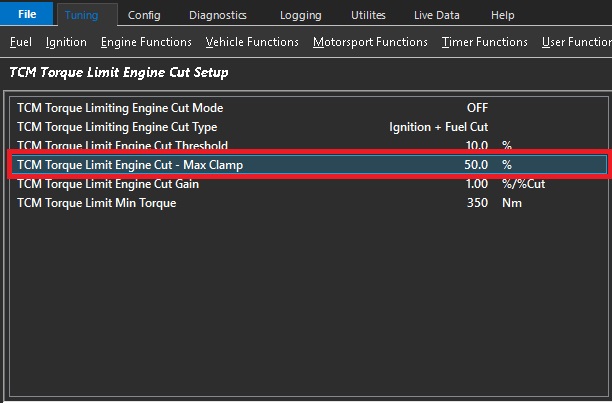 File Tuning Config Diagnostics Logging Utilites Live Data Help
Fuel Ignition Engine Functions Vehicle Functions Motorsport Functions Timer Functions User Function
TCM Torque Limit Engine Cut Setup
TCM Torque Limiting Engine Cut Mode OFF
TCM Torque Limiting Engine Cut Type Ignition + Fuel Cut
TCM Torque Limit Engine Cut Threshold 10.0 %
TCM Torque Limit Engine Cut - Max Clamp 50.0 %
TCM Torque Limit Engine Cut Gain 1.00 %/%Cut
TCM Torque Limit Min Torque 350 Nm